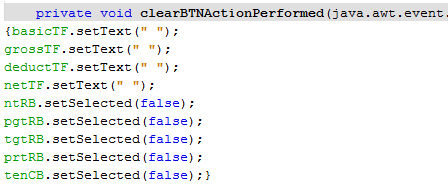 private void clearBTNActionPerformed(java.awt.event.
{basicTF.setText(" ");
grossTF.setText(" ");
deductTF.setText(" ");
netTF.setText(" ");
ntRB.setSelected(false);
pgtRB.setSelected(false);
tgtRB.setSelected(false);
prtRB.setSelected(false);
tenCB.setSelected(false);}